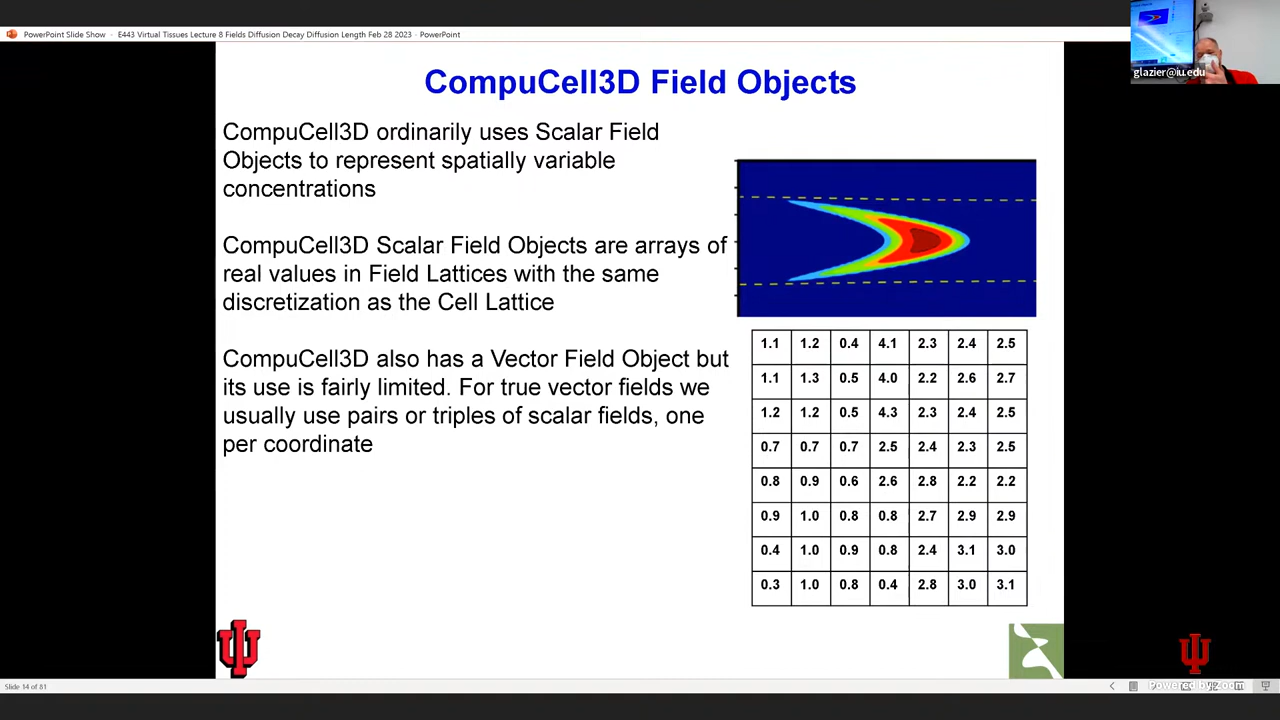 PowerPoint Slide Show - E443 Virtual Tissues Lecture 8 Fields Diffusion Decay Diffusion Length Feb 28 2023 - PowerPoint
glazier@iu.edu
CompuCell3D Field Objects
CompuCell3D ordinarily uses Scalar Field
Objects to represent spatially variable
concentrations
CompuCell3D Scalar Field Objects are arrays of
real values in Field Lattices with the same
discretization as the Cell Lattice
CompuCell3D also has a Vector Field Object but
its use is fairly limited. For true vector fields we
usually use pairs or triples of scalar fields, one
per coordinate
1.1 1.2 0.4 4.1 2.3 2.4 2.5
1.1 1.3 0.5 4.0 2.2 2.6 2.7
1.2 1.2 0.5 4.3 2.3 2.4 2.5
0.7 0.7 0.7 2.5 2.4 2.3 2.5
0.8 0.9 0.6 2.6 2.8 2.2 2.2
0.9 1.0 0.8 0.8 2.7 2.9 2.9
0.4 1.0 0.9 0.8 2.4 3.1 3.0
0.3 1.0 0.8 0.4 2.8 3.0 3.1
Slide 14 of 81
Powered by zoom